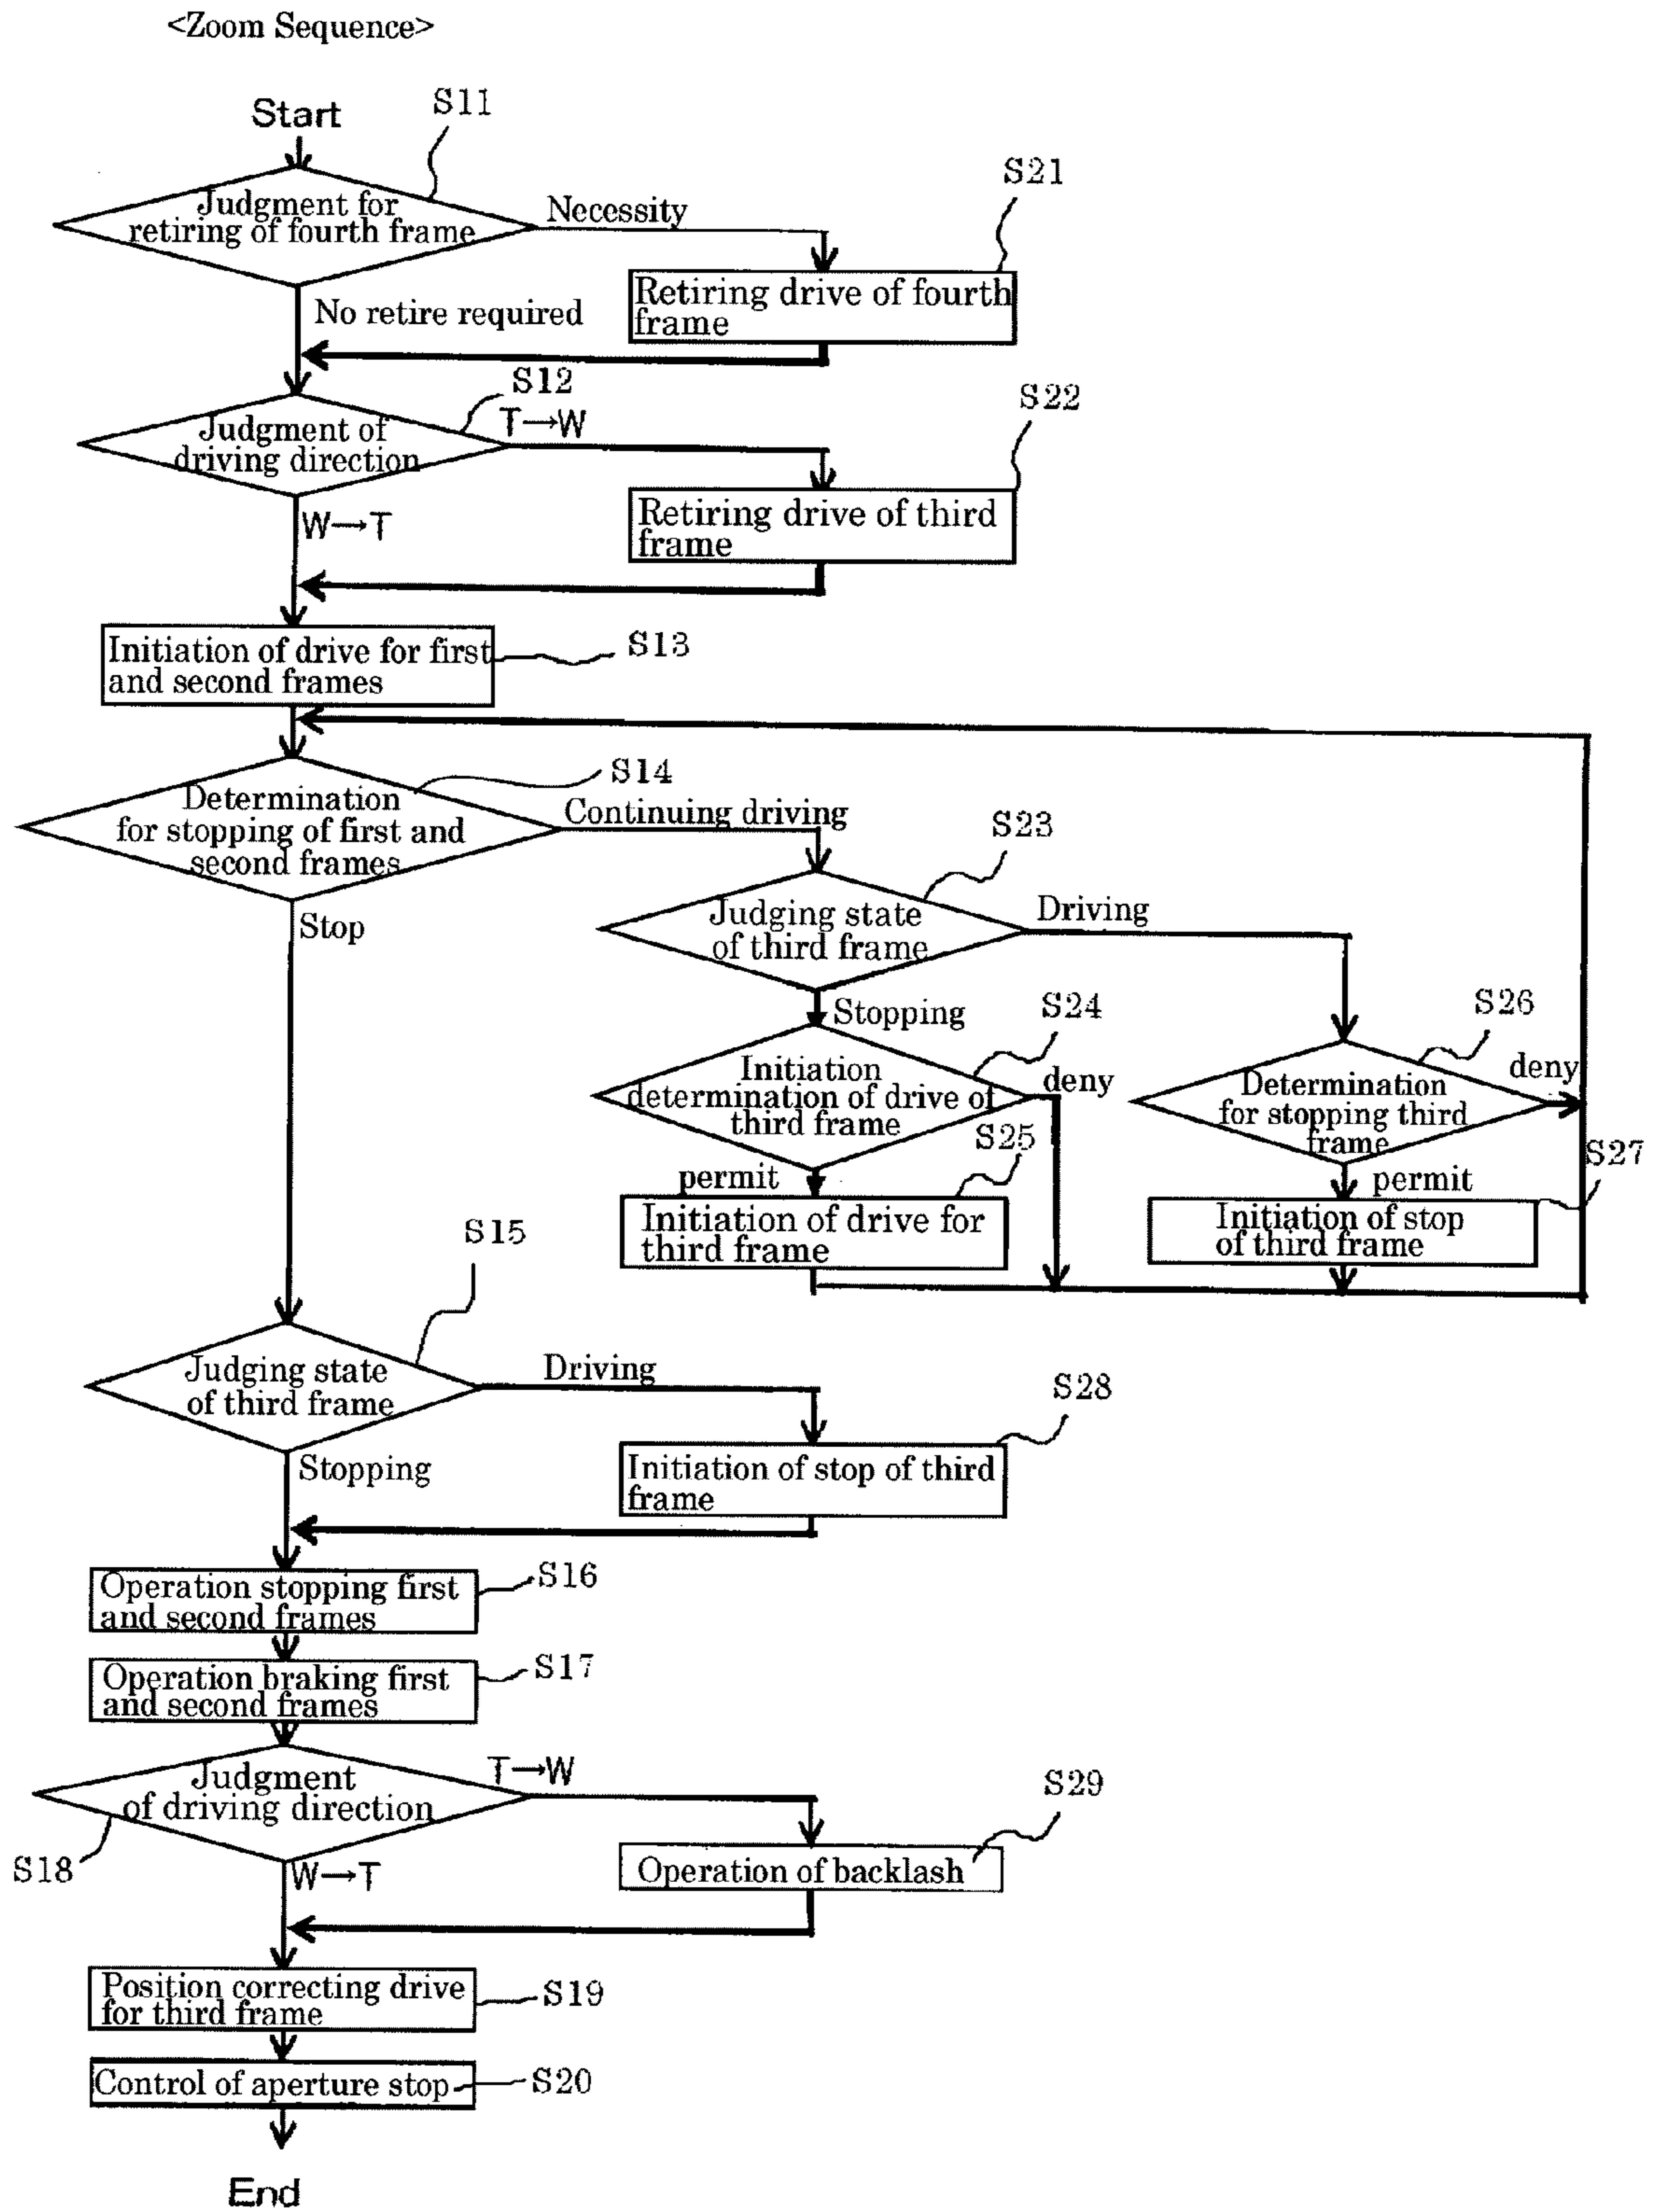 <Zoom Sequence>
Start
S11
Judgment for
retiring of fourth frame
Necessity
S21
Retiring drive of fourth
frame
No retire required
S12
Judgment of
driving direction
T→W
S22
Retiring drive of third
frame
W→T
Initiation of drive for first
and second frames
S13
S14
Determination
for stopping of first and
second frames
Continuing driving
Stop
S23
Judging state
of third frame
Driving
Stopping
S24
Initiation
determination of drive of
third frame
deny
S26
Determination
for stopping third
frame
deny
S25
permit
Initiation of drive for
third frame
S27
permit
Initiation of stop
of third frame
S15
Judging state
of third frame
Driving
S28
Initiation of stop of third
frame
Stopping
Operation stopping first
and second frames
S16
Operation braking first
and second frames
S17
Judgment
of driving direction
T→W
S18
S29
Operation of backlash
W→T
Position correcting drive
for third frame
S19
Control of aperture stop
S20
End